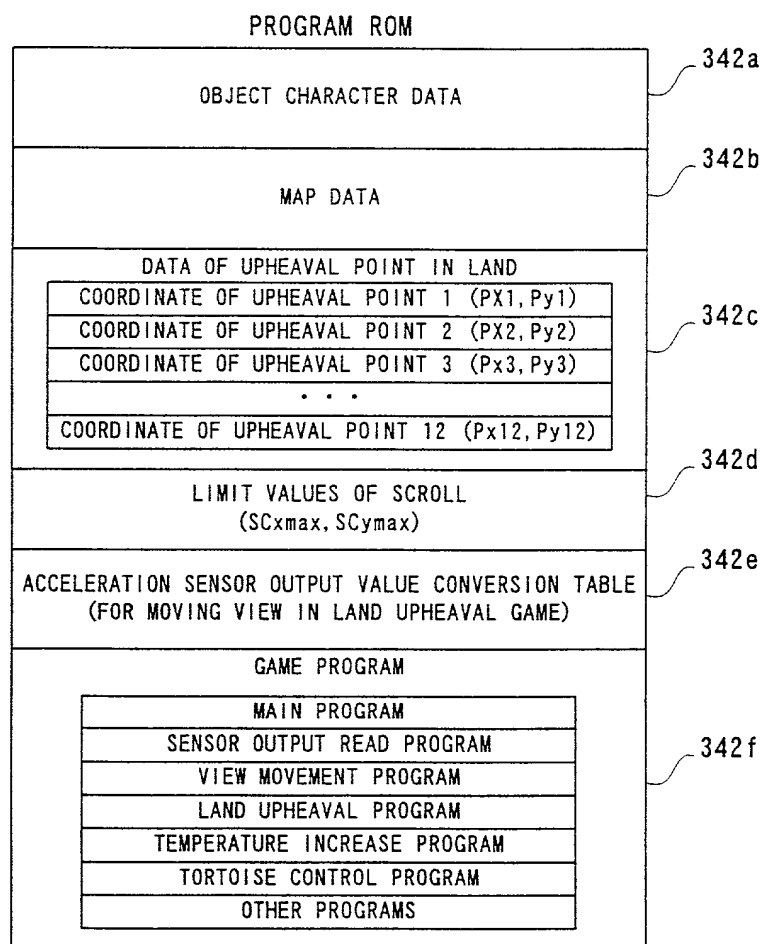 PROGRAM ROM
342a
OBJECT CHARACTER DATA
342b
MAP DATA
DATA OF UPHEAVAL POINT IN LAND
COORDINATE OF UPHEAVAL POINT 1 (PX1,Py1)
342c
COORDINATE OF UPHEAVAL POINT 2 (PX2,Py2)
COORDINATE OF UPHEAVAL POINT 3 (Px3,Py3)
· · ·
COORDINATE OF UPHEAVAL POINT 12 (Px12,Py12)
342d
LIMIT VALUES OF SCROLL
(SCxmax,SCymax)
342e
ACCELERATION SENSOR OUTPUT VALUE CONVERSION TABLE
(FOR MOVING VIEW IN LAND UPHEAVAL GAME)
GAME PROGRAM
MAIN PROGRAM
SENSOR OUTPUT READ PROGRAM
342f
VIEW MOVEMENT PROGRAM
LAND UPHEAVAL PROGRAM
TEMPERATURE INCREASE PROGRAM
TORTOISE CONTROL PROGRAM
OTHER PROGRAMS